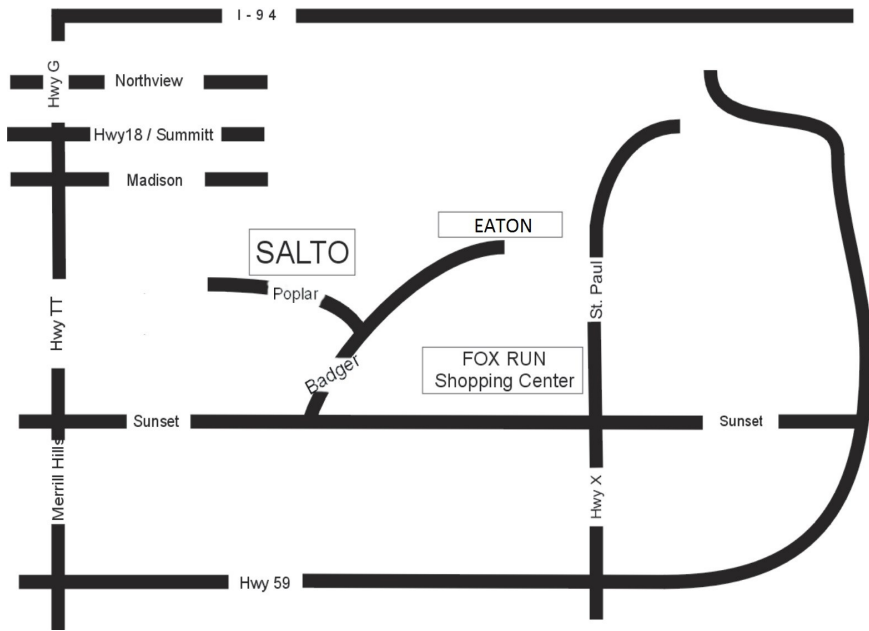 I - 9 4
Hwy G
Northview
Hwy18 / Summitt
Madison
EATON
SALTO
Poplar
St. Paul
Hwy TT
Badger
FOX RUN
Shopping Center
Sunset
Sunset
Merrill Hills
Hwy X
Hwy 59